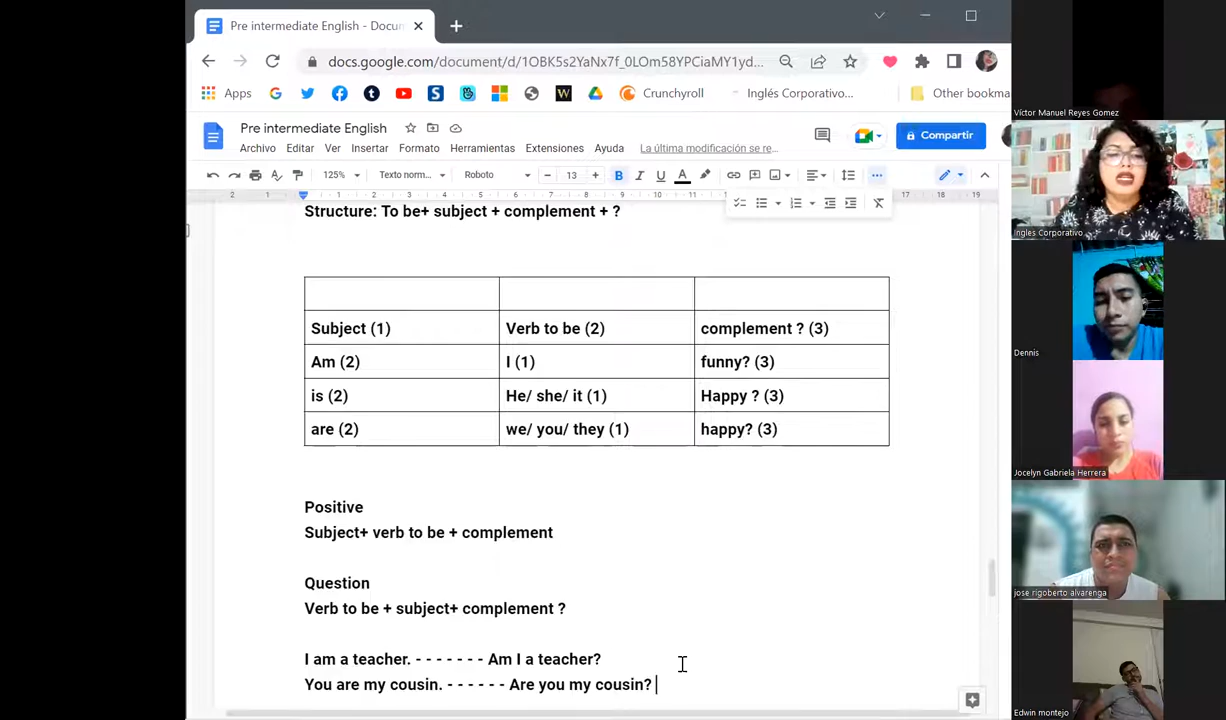 Pre intermediate English - Docun
docs.google.com/document/d/1OBK5s2YaNx7f_0LOm58YPCiaMY1yd...
Apps
Crunchyroll
Inglés Corporativo...
Other bookma
Pre intermediate English
Archivo Editar Ver Insertar Formato Herramientas Extensiones Ayuda La última modificación se re...
Compartir
125% Texto norm... Roboto 13
2 17 18 19
Structure: To be+ subject + complement + ?
Subject (1) Verb to be (2) complement ? (3)
Am (2) I (1) funny? (3)
is (2) He/ she/ it (1) Happy ? (3)
are (2) we/ you/ they (1) happy? (3)
Positive
Subject+ verb to be + complement
Question
Verb to be + subject+ complement ?
I am a teacher. - - - - - - - Am I a teacher?
You are my cousin. - - - - - - Are you my cousin?
Víctor Manuel Reyes Gomez
Ingles Corporativo
Dennis
Jocelyn Gabriela Herrera
jose rigoberto alvarenga
Edwin montejo